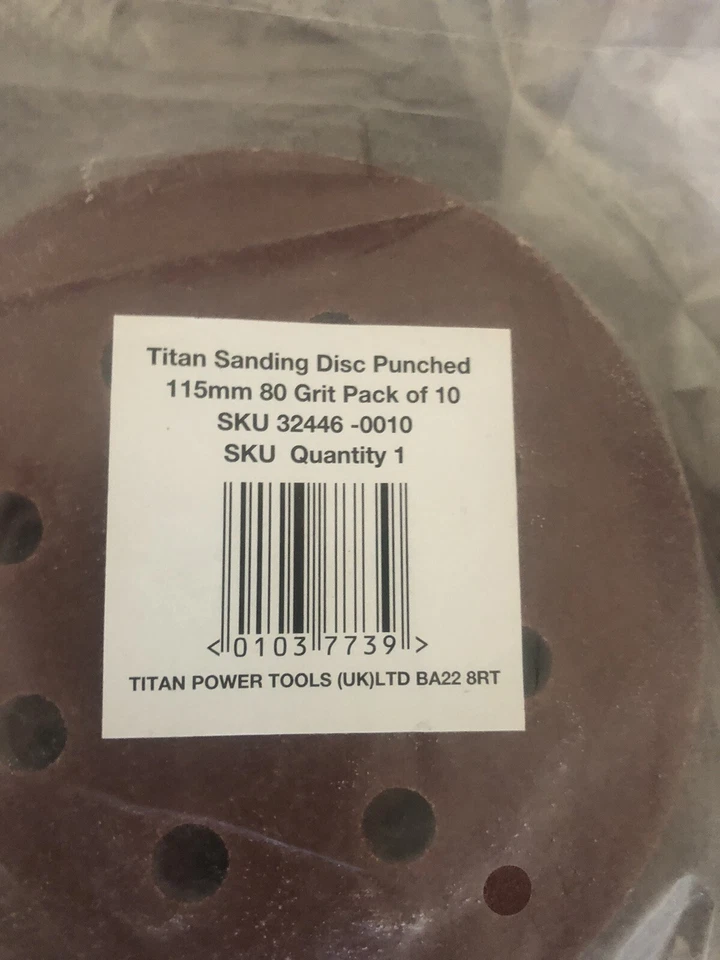 Titan Sanding Disc Punched
115mm 80 Grit Pack of 10
SKU 32446 -0010
SKU Quantity 1
<0103 7739>
TITAN POWER TOOLS (UK)LTD BA22 8RT